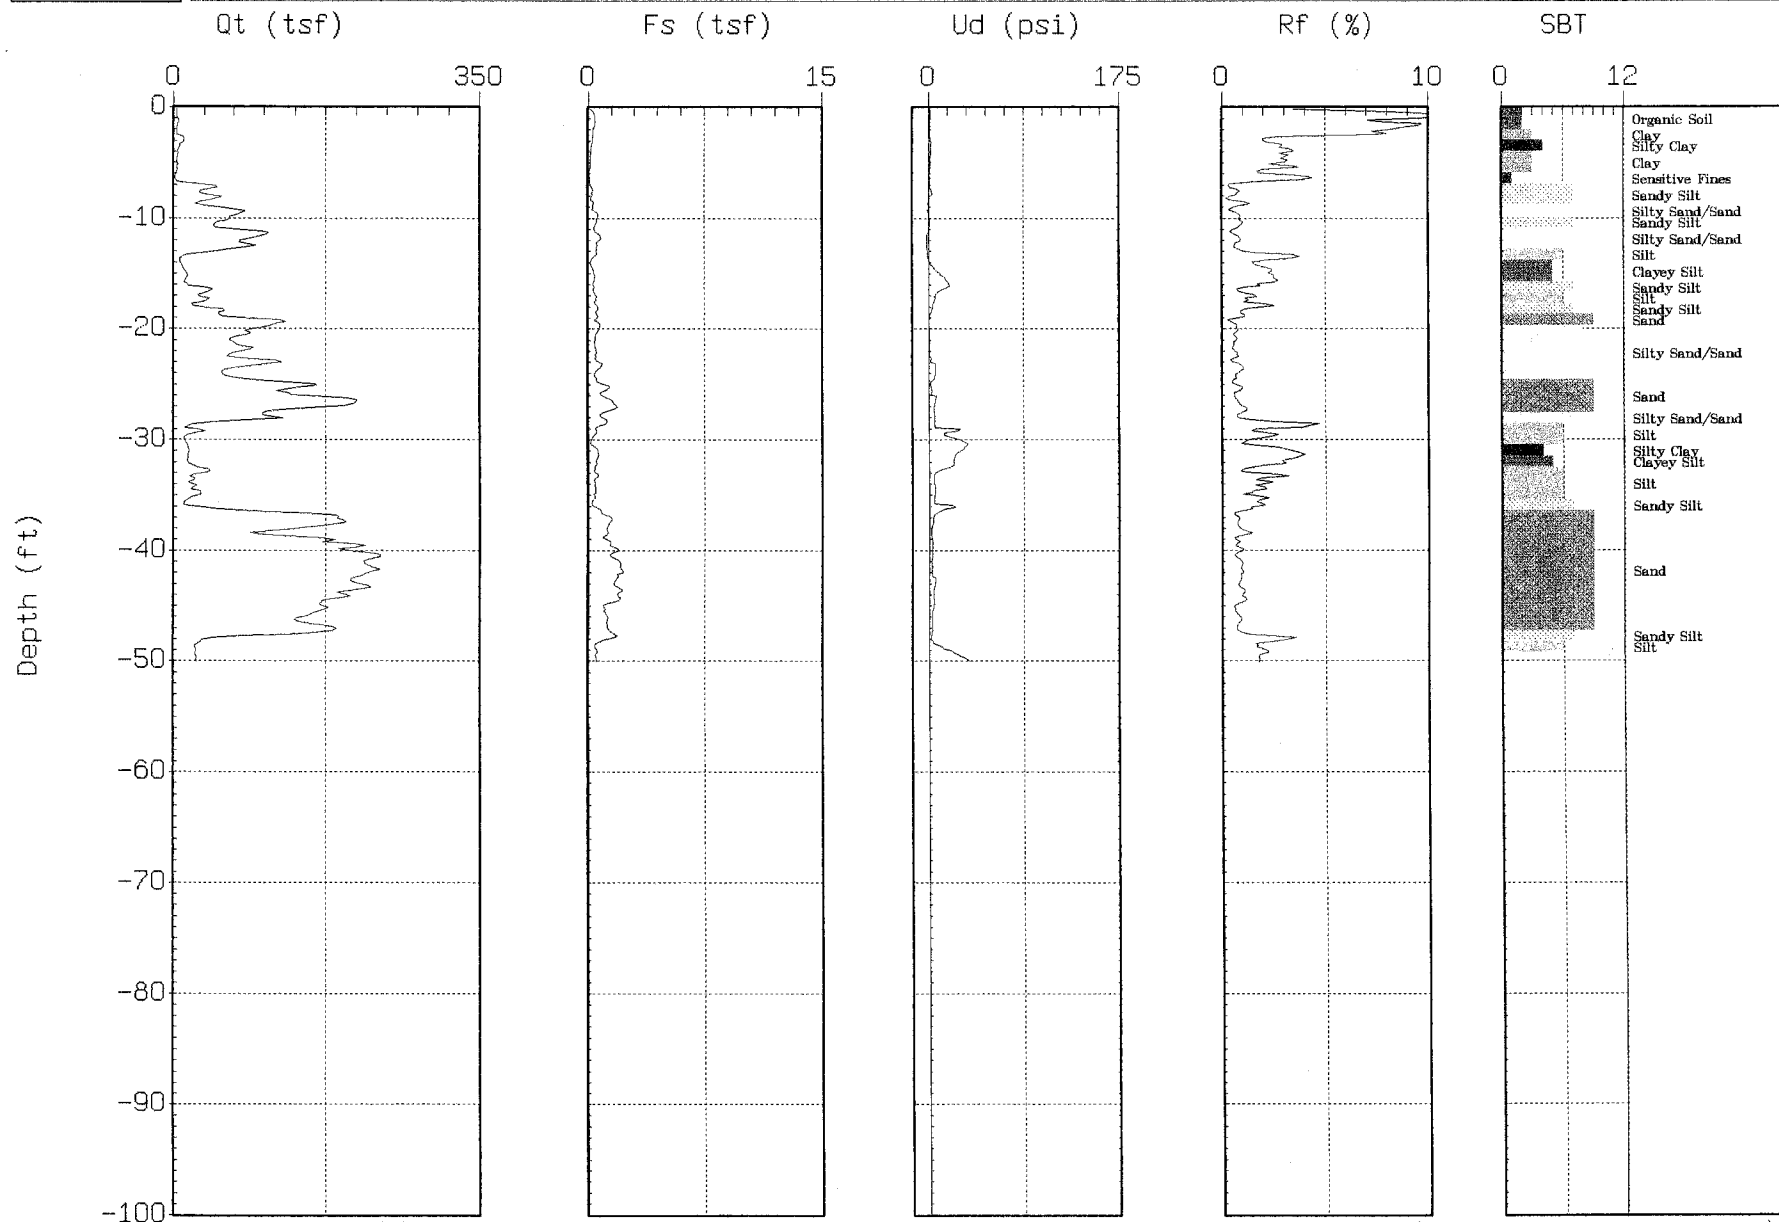 Qt (tsf) Fs (tsf) Ud (psi) Rf (%) SBT
0 350 0 15 0 175 0 10 0 12
0
Organic Soil
Clay
Silty Clay
Clay
Sensitive Fines
Sandy Silt
-10
Silty Sand/Sand
Sandy Silt
Silty Sand/Sand
Silt
Clayey Silt
Sandy Silt
Silt
Sandy Silt
Sand
-20
Silty Sand/Sand
Sand
Silty Sand/Sand
-30
Silt
Silty Clay
Clayey Silt
Silt
Sandy Silt
-40
Sand
Sandy Silt
Silt
-50
Depth (ft)
-60
-70
-80
-90
-100